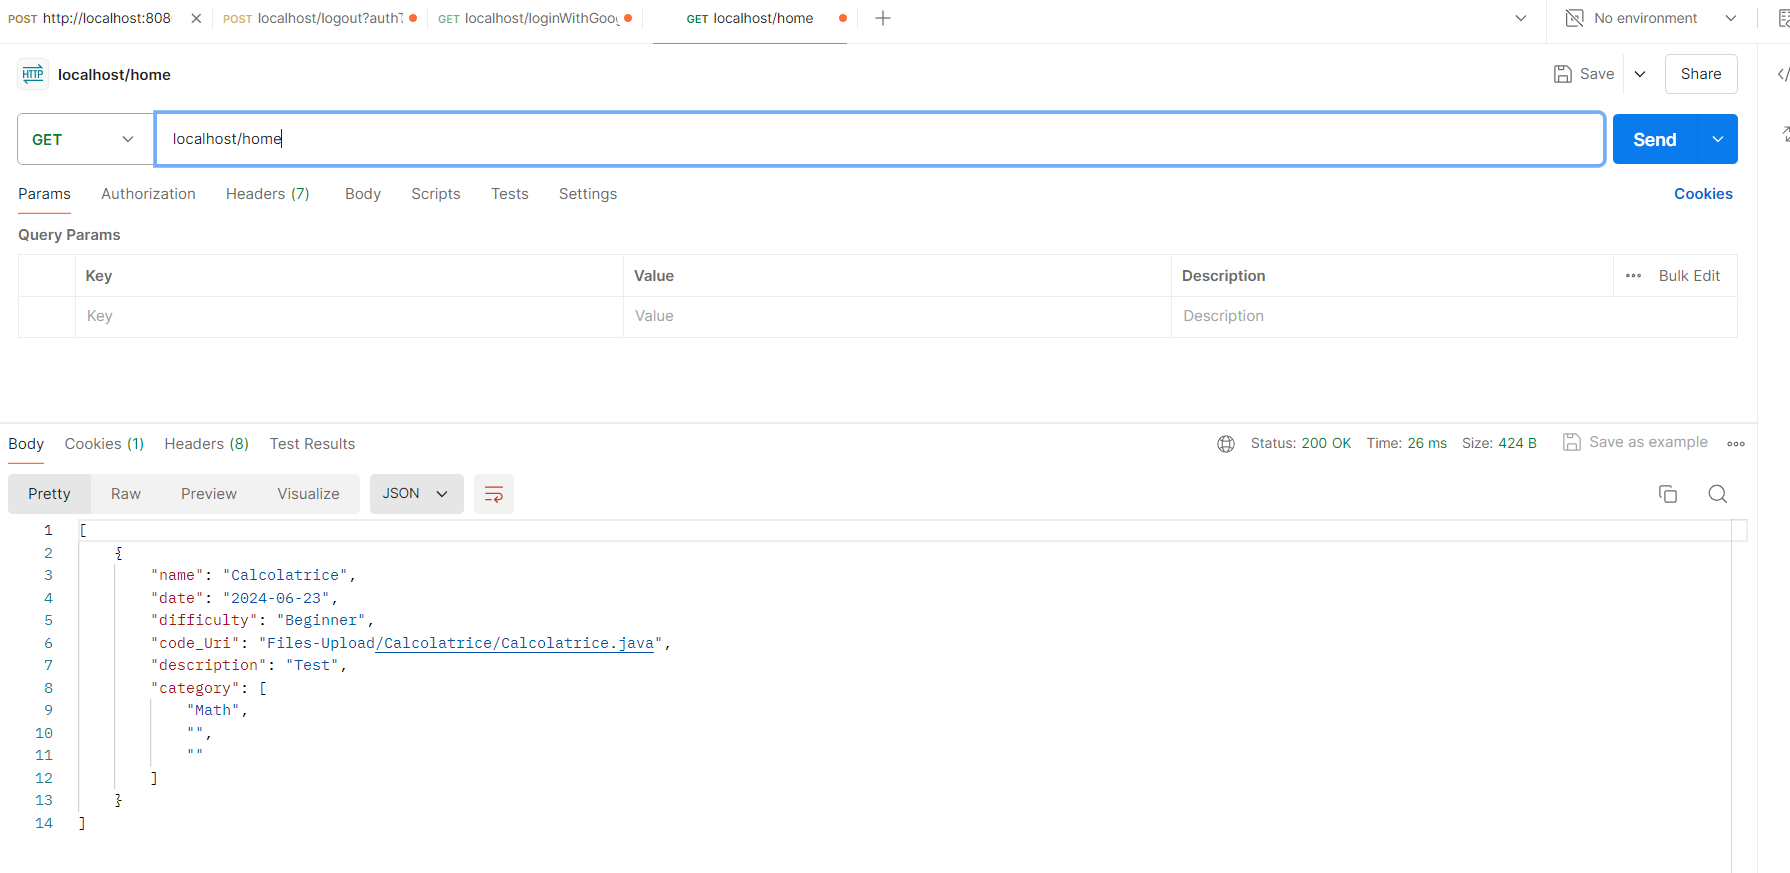 POST http://localhost:808 POST localhost/logout?auth GET localhost/loginWithGoo GET localhost/home No environment
HTTP localhost/home Save Share
GET localhost/home Send
Params Authorization Headers (7) Body Scripts Tests Settings Cookies
Query Params
Key Value Description Bulk Edit
Key Value Description
Body Cookies (1) Headers (8) Test Results Status: 200 OK Time: 26 ms Size: 424 B Save as example
Pretty Raw Preview Visualize JSON
1 [
2 {
3 "name": "Calcolatrice",
4 "date": "2024-06-23",
5 "difficulty": "Beginner",
6 "code_Uri": "Files-Upload/Calcolatrice/Calcolatrice.java",
7 "description": "Test",
8 "category": [
9 "Math",
10 "",
11 ""
12 ]
13 }
14 ]